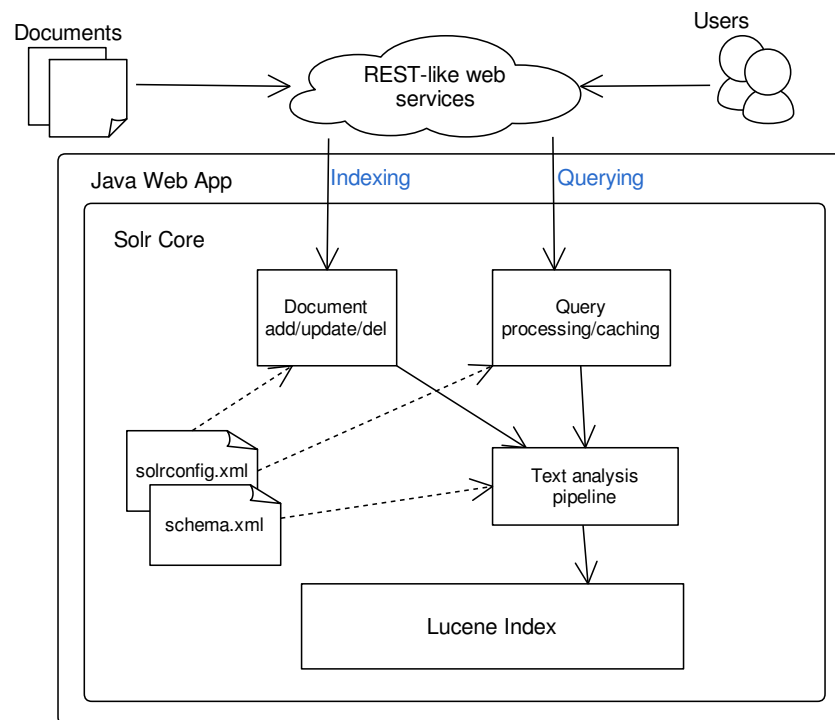 Documents
Users
REST-like web
services
Java Web App
Indexing
Querying
Solr Core
Document
add/update/del
Query
processing/caching
solrconfig.xml
schema.xml
Text analysis
pipeline
Lucene Index